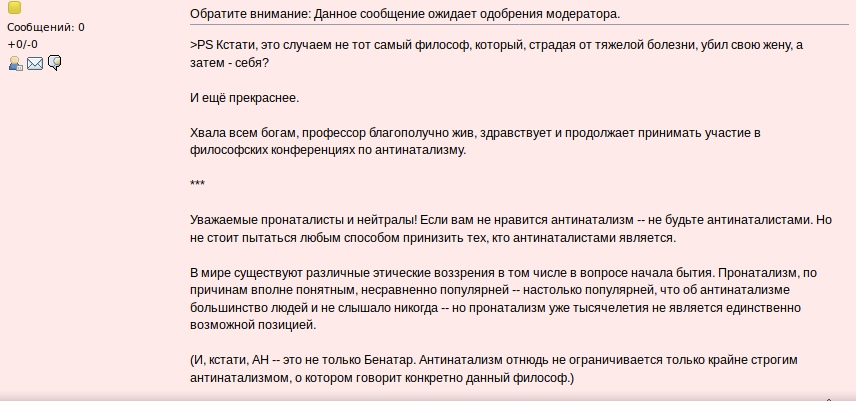 Обратите внимание: Данное сообщение ожидает одобрения модератора.
Сообщений: 0
+0/-0
>PS Кстати, это случаем не тот самый философ, который, страдая от тяжелой болезни, убил свою жену, а
затем - себя?
И ещё прекраснее.
Хвала всем богам, профессор благополучно жив, здравствует и продолжает принимать участие в
философских конференциях по антинатализму.
***
Уважаемые пронаталисты и нейтралы! Если вам не нравится антинатализм -- не будьте антинаталистами. Но
не стоит пытаться любым способом принизить тех, кто антинаталистами является.
В мире существуют различные этические воззрения в том числе в вопросе начала бытия. Пронатализм, по
причинам вполне понятным, несравненно популярней -- настолько популярней, что об антинатализме
большинство людей и не слышало никогда -- но пронатализм уже тысячелетия не является единственно
возможной позицией.
(И, кстати, АН -- это не только Бенатар. Антинатализм отнюдь не ограничивается только крайне строгим
антинатализмом, о котором говорит конкретно данный философ.)